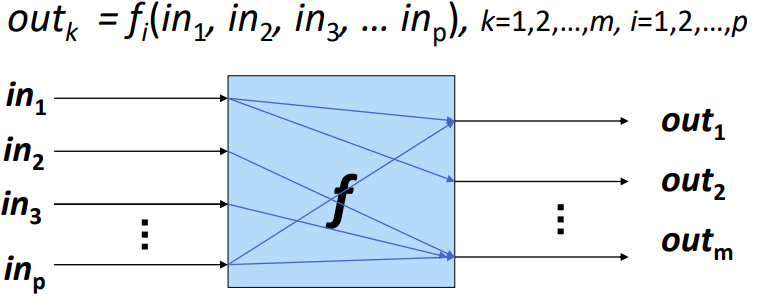 out_k = f_i(in_1, in_2, in_3, ... in_p), k=1,2,...,m, i=1,2,...,p
in_1
out_1
in_2
out_2
in_3
f
⋮
⋮
out_m
in_p